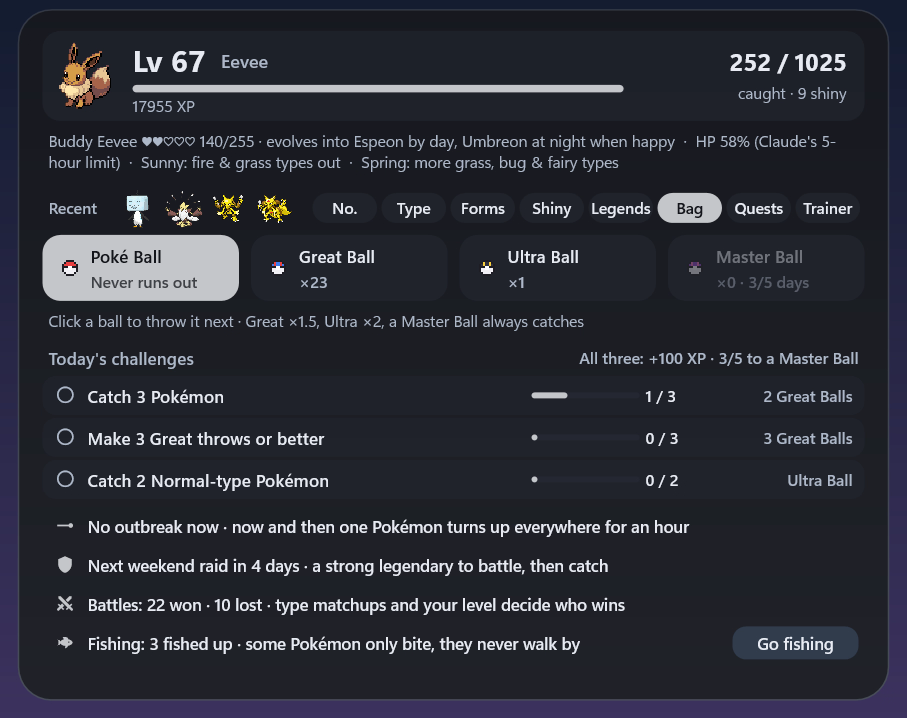 Lv 67 Eevee
252 / 1025
17955 XP
caught · 9 shiny
Buddy Eevee ♥♥♡♡♡ 140/255 · evolves into Espeon by day, Umbreon at night when happy · HP 58% (Claude's 5-
hour limit) · Sunny: fire & grass types out · Spring: more grass, bug & fairy types
Recent No. Type Forms Shiny Legends Bag Quests Trainer
Poké Ball
Never runs out
Great Ball
×23
Ultra Ball
×1
Master Ball
×0 · 3/5 days
Click a ball to throw it next · Great ×1.5, Ultra ×2, a Master Ball always catches
Today's challenges
All three: +100 XP · 3/5 to a Master Ball
Catch 3 Pokémon 1 / 3 2 Great Balls
Make 3 Great throws or better 0 / 3 3 Great Balls
Catch 2 Normal-type Pokémon 0 / 2 Ultra Ball
No outbreak now · now and then one Pokémon turns up everywhere for an hour
Next weekend raid in 4 days · a strong legendary to battle, then catch
Battles: 22 won · 10 lost · type matchups and your level decide who wins
Fishing: 3 fished up · some Pokémon only bite, they never walk by
Go fishing